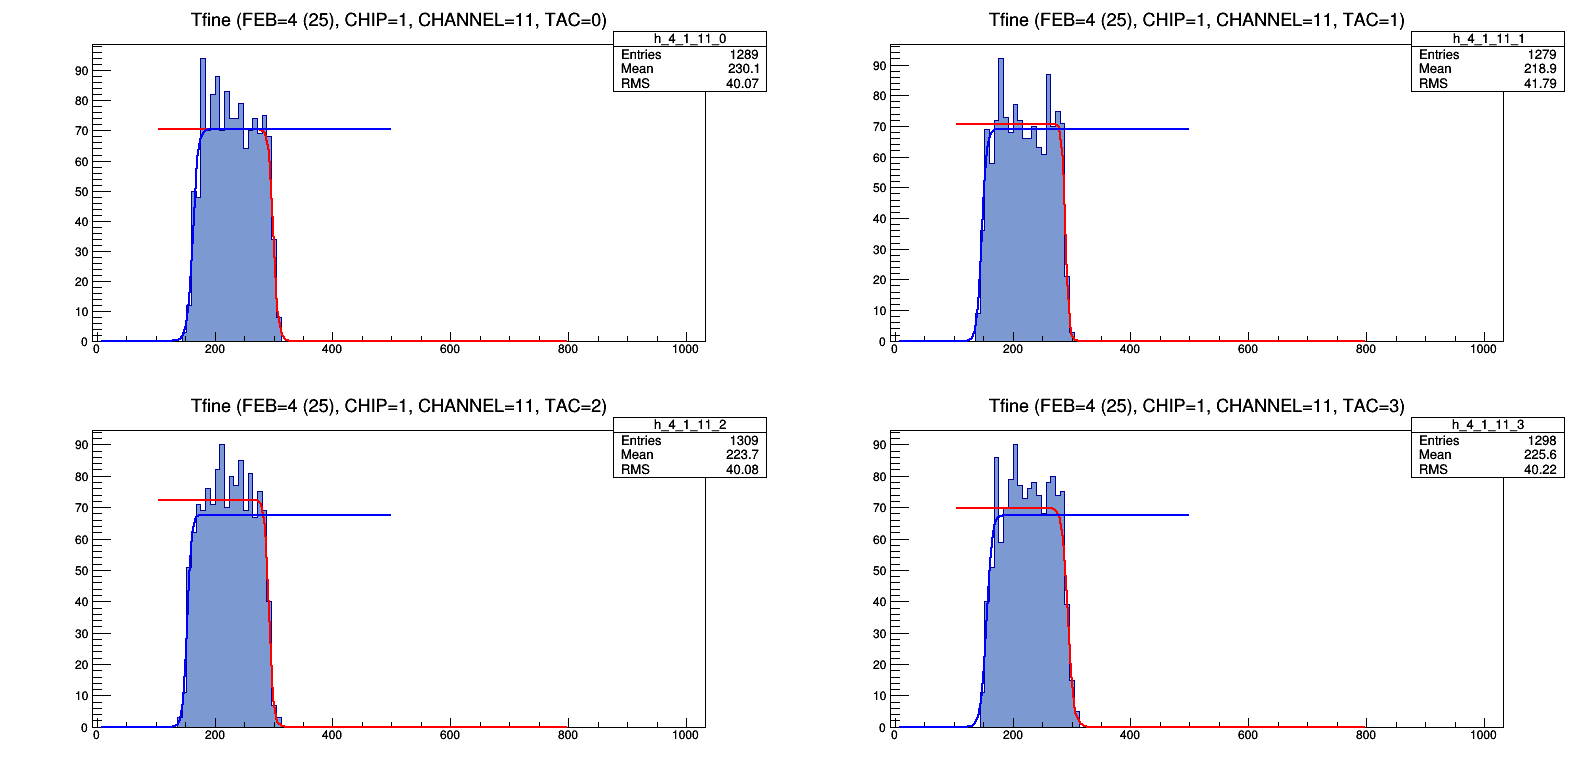 Tfine (FEB=4 (25), CHIP=1, CHANNEL=11, TAC=0)
h_4_1_11_0
Entries 1289
Mean 230.1
RMS 40.07
90
80
70
60
50
40
30
20
10
0
0 200 400 600 800 1000
Tfine (FEB=4 (25), CHIP=1, CHANNEL=11, TAC=1)
h_4_1_11_1
Entries 1279
Mean 218.9
RMS 41.79
90
80
70
60
50
40
30
20
10
0
0 200 400 600 800 1000
Tfine (FEB=4 (25), CHIP=1, CHANNEL=11, TAC=2)
h_4_1_11_2
Entries 1309
Mean 223.7
RMS 40.08
90
80
70
60
50
40
30
20
10
0
0 200 400 600 800 1000
Tfine (FEB=4 (25), CHIP=1, CHANNEL=11, TAC=3)
h_4_1_11_3
Entries 1298
Mean 225.6
RMS 40.22
90
80
70
60
50
40
30
20
10
0
0 200 400 600 800 1000